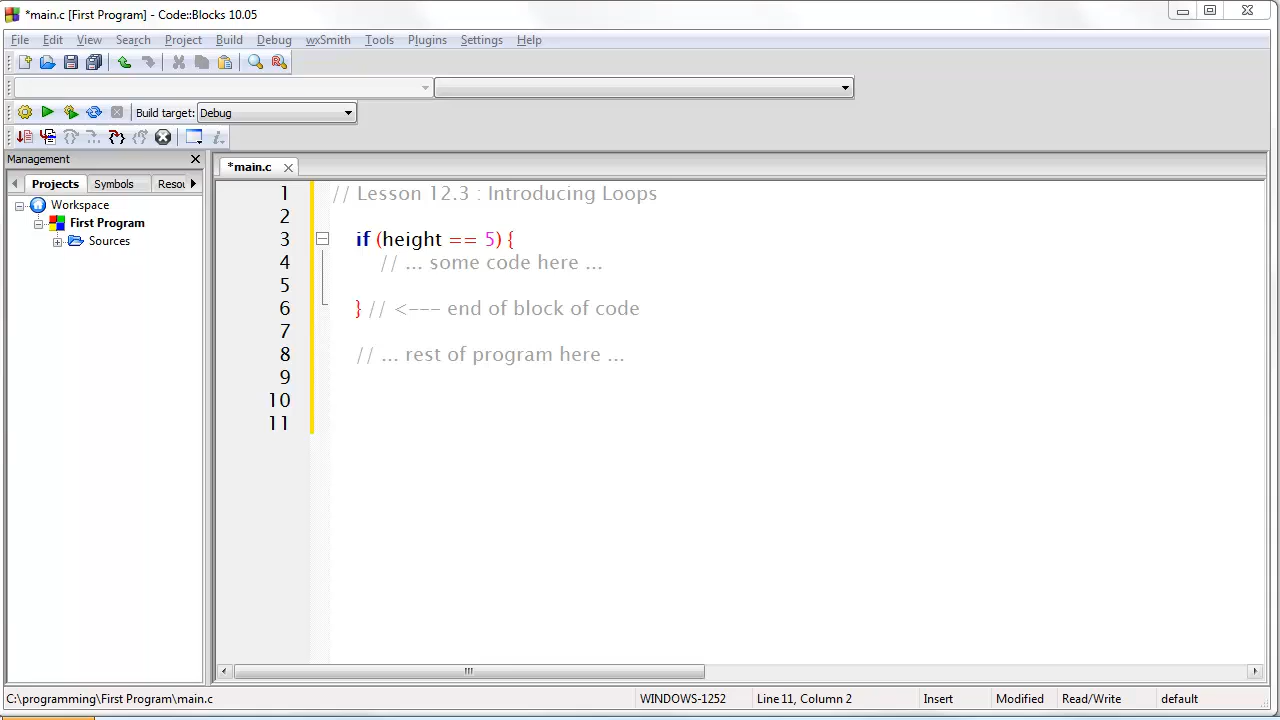 *main.c [First Program] - Code::Blocks 10.05
File Edit View Search Project Build Debug wxSmith Tools Plugins Settings Help
Build target: Debug
Management
Projects Symbols Resou
*main.c
Workspace
First Program
Sources
1 // Lesson 12.3 : Introducing Loops
2
3 if (height == 5) {
4 // ... some code here ...
5
6 } // <--- end of block of code
7
8 // ... rest of program here ...
9
10
11
C:\programming\First Program\main.c WINDOWS-1252 Line 11, Column 2 Insert Modified Read/Write default